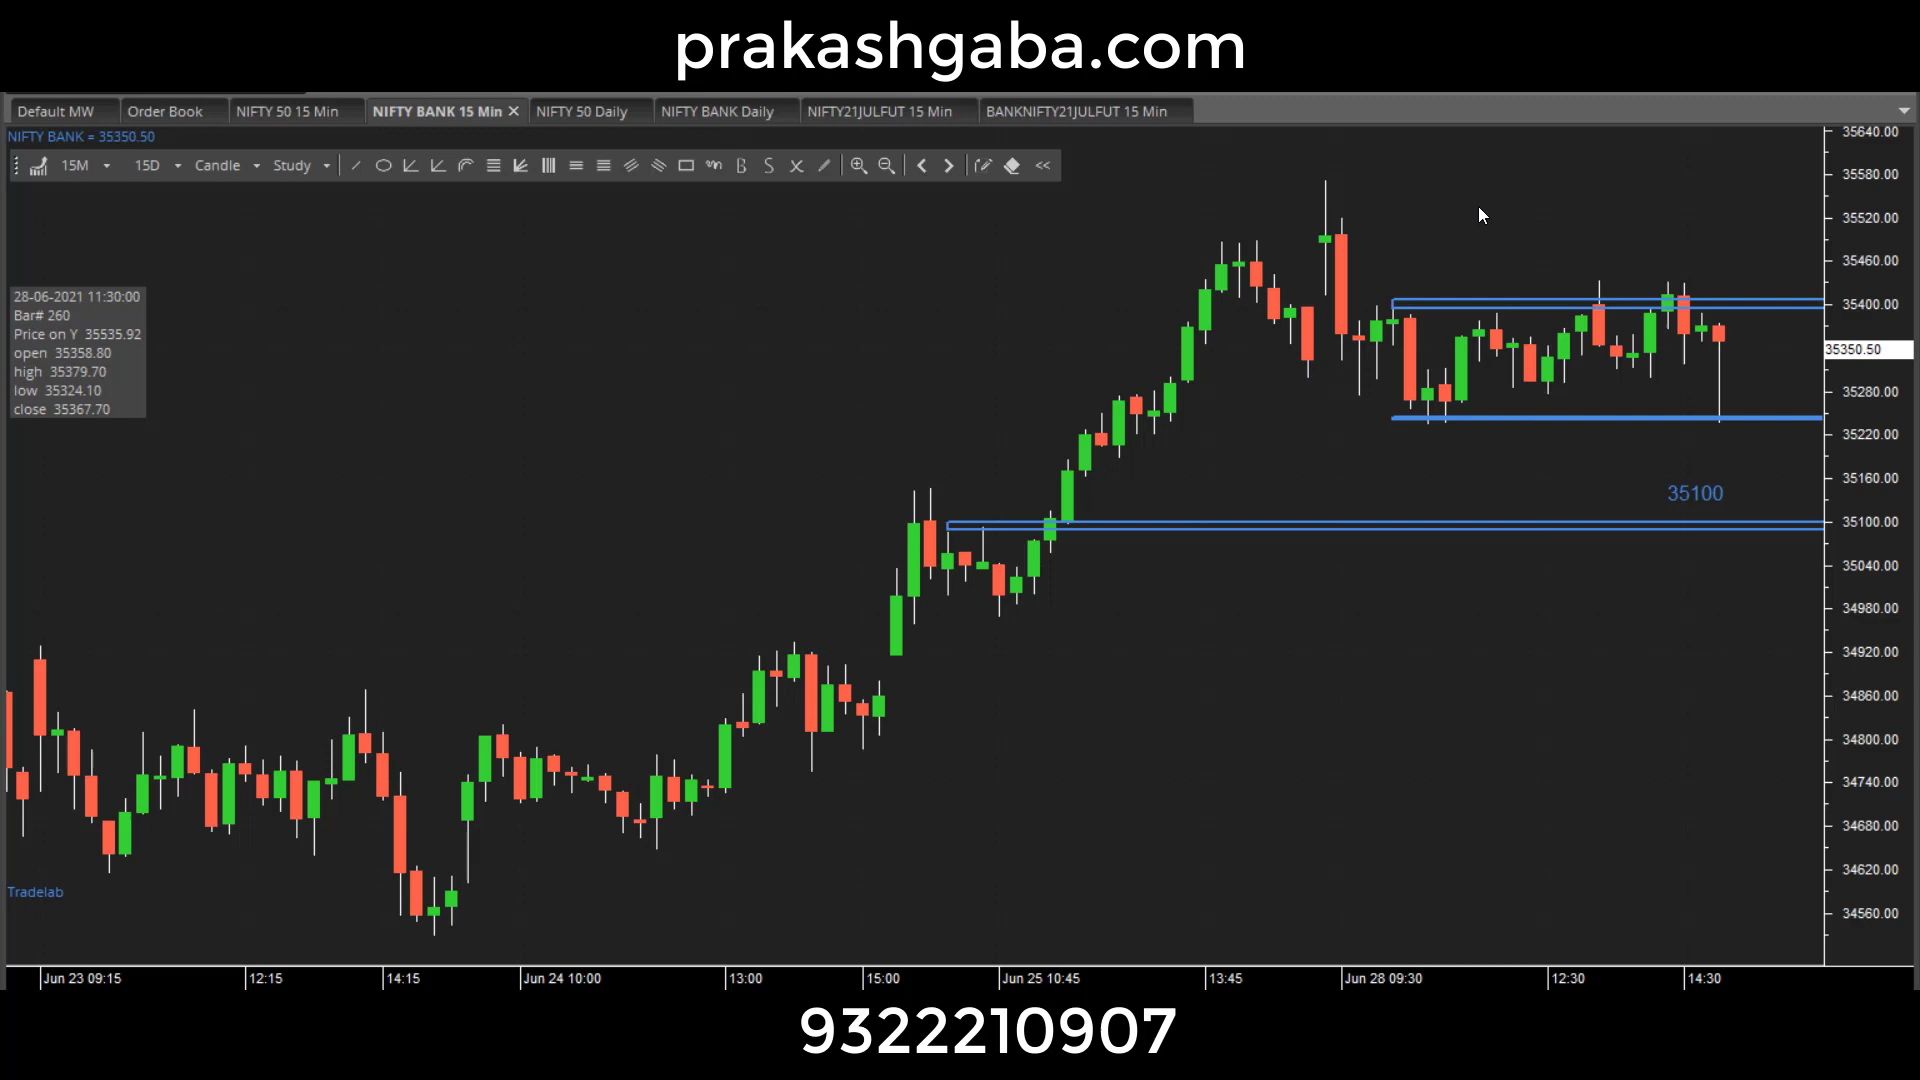 prakashgaba.com
Default MW Order Book NIFTY 50 15 Min NIFTY BANK 15 Min NIFTY 50 Daily NIFTY BANK Daily NIFTY21JULFUT 15 Min BANKNIFTY21JULFUT 15 Min
NIFTY BANK = 35350.50
15M 15D Candle Study
28-06-2021 11:30:00
Bar# 260
Price on Y 35535.92
open 35358.80
high 35379.70
low 35324.10
close 35367.70
35640.00
35580.00
35520.00
35460.00
35400.00
35350.50
35280.00
35220.00
35160.00
35100
35100.00
35040.00
34980.00
34920.00
34860.00
34800.00
34740.00
34680.00
34620.00
34560.00
Tradelab
Jun 23 09:15 12:15 14:15 Jun 24 10:00 13:00 15:00 Jun 25 10:45 13:45 Jun 28 09:30 12:30 14:30
9322210907